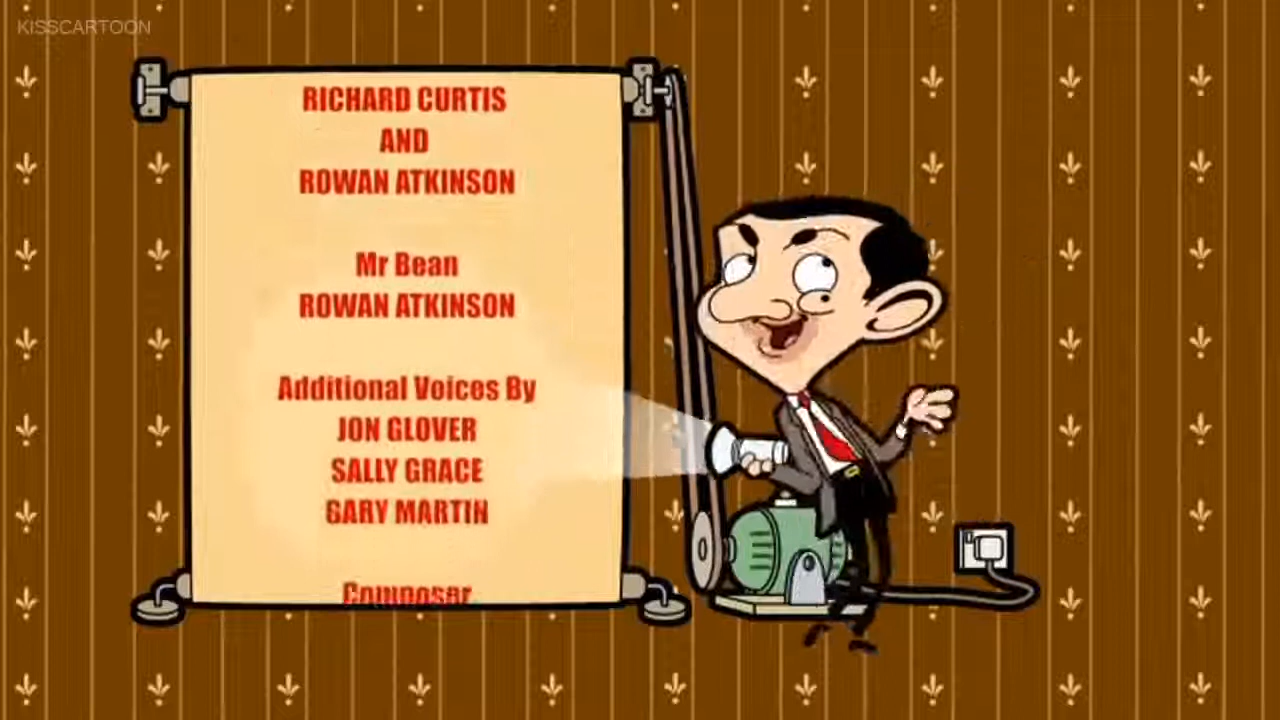 KISSCARTOON
RICHARD CURTIS
AND
ROWAN ATKINSON
Mr Bean
ROWAN ATKINSON
Additional Voices By
JON GLOVER
SALLY GRACE
GARY MARTIN
Composer